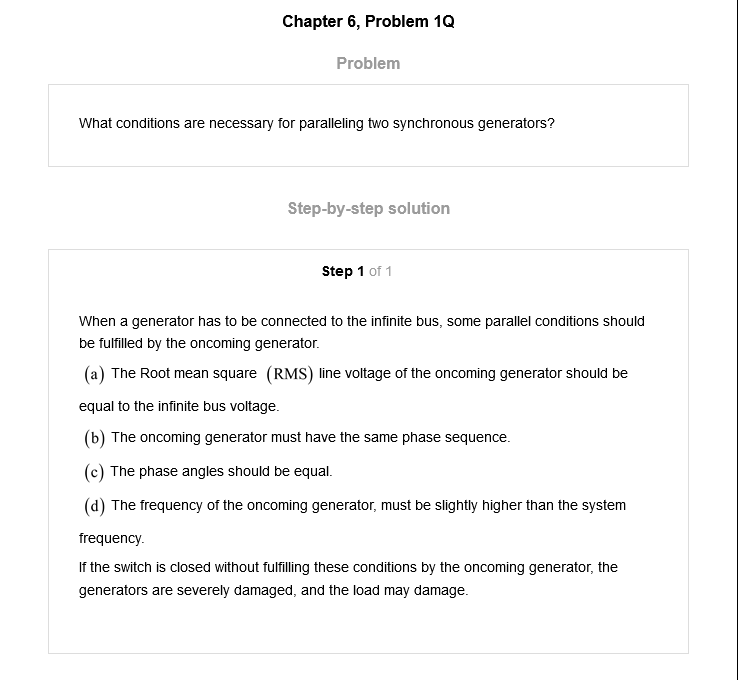 Chapter 6, Problem 1Q
Problem
What conditions are necessary for paralleling two synchronous generators?
Step-by-step solution
Step 1 of 1
When a generator has to be connected to the infinite bus, some parallel conditions should
be fulfilled by the oncoming generator.
(a) The Root mean square (RMS) line voltage of the oncoming generator should be
equal to the infinite bus voltage.
(b) The oncoming generator must have the same phase sequence.
(c) The phase angles should be equal.
(d) The frequency of the oncoming generator, must be slightly higher than the system
frequency.
If the switch is closed without fulfilling these conditions by the oncoming generator, the
generators are severely damaged, and the load may damage.